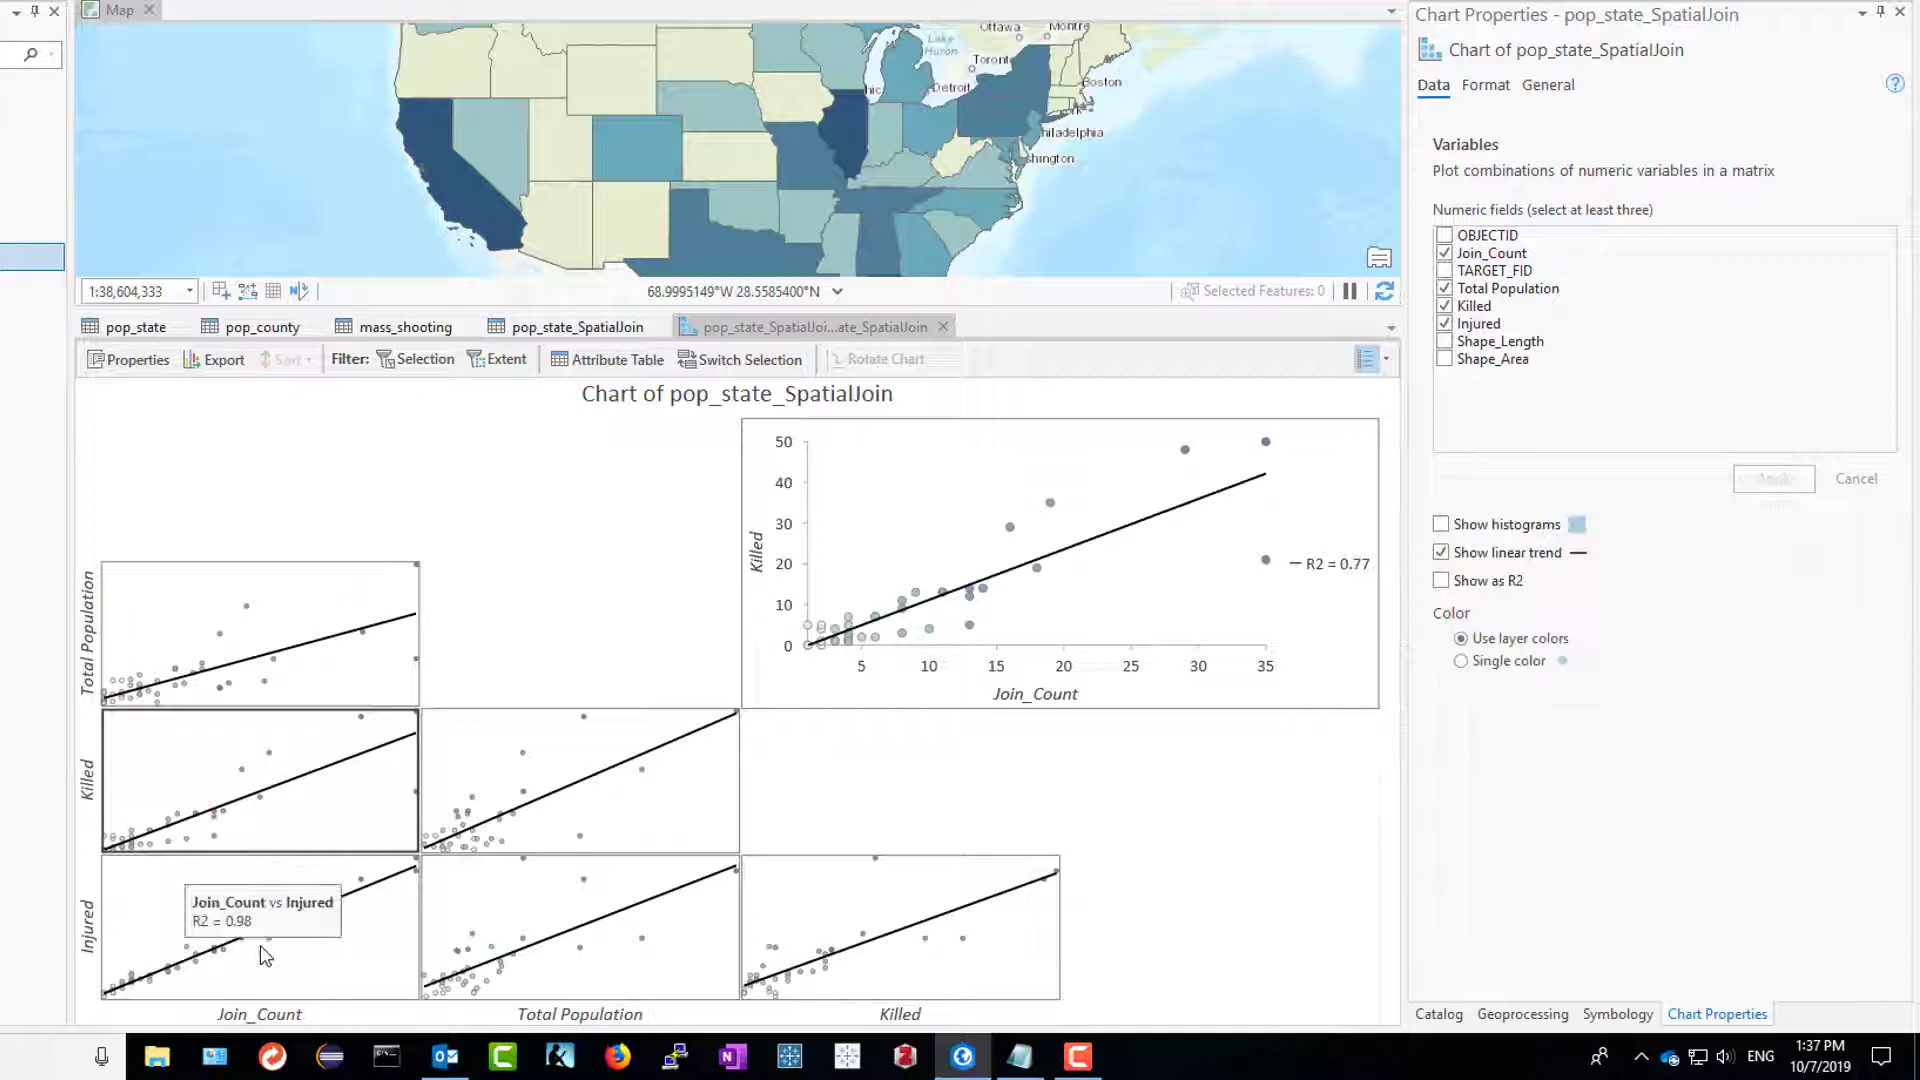 Map
Ottawa
Montre
Lake
Huron
Toront
Boston
Detroit
hic
York
hiladelphia
shington
1:38,604,333
68.9995149°W 28.5585400°N
Selected Features: 0
pop_state
pop_county
mass_shooting
pop_state_SpatialJoin
pop_state_SpatialJoi...ate_SpatialJoin
Properties
Export
Sort
Filter:
Selection
Extent
Attribute Table
Switch Selection
Rotate Chart
Chart of pop_state_SpatialJoin
50
40
30
20
10
0
Killed
5
10
15
20
25
30
35
Join_Count
R2 = 0.77
Total Population
Killed
Injured
Join_Count vs Injured
R2 = 0.98
Join_Count
Total Population
Killed
Chart Properties - pop_state_SpatialJoin
Chart of pop_state_SpatialJoin
Data
Format
General
Variables
Plot combinations of numeric variables in a matrix
Numeric fields (select at least three)
OBJECTID
Join_Count
TARGET_FID
Total Population
Killed
Injured
Shape_Length
Shape_Area
Apply
Cancel
Show histograms
Show linear trend
Show as R2
Color
Use layer colors
Single color
Catalog
Geoprocessing
Symbology
Chart Properties
ENG
1:37 PM
10/7/2019